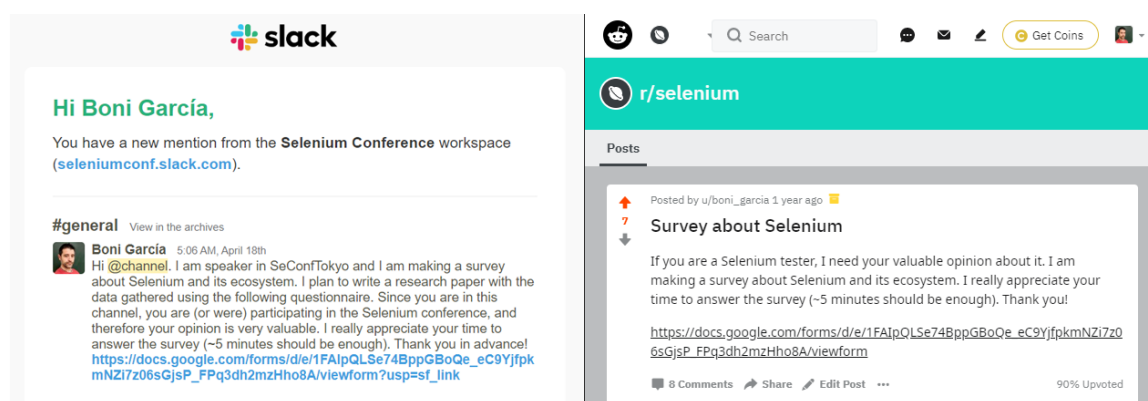 slack
Hi Boni García,
You have a new mention from the Selenium Conference workspace
(seleniumconf.slack.com).
#general View in the archives
Boni García 5:06 AM, April 18th
Hi @channel. I am speaker in SeConfTokyo and I am making a survey
about Selenium and its ecosystem. I plan to write a research paper with the
data gathered using the following questionnaire. Since you are in this
channel, you are (or were) participating in the Selenium conference, and
therefore your opinion is very valuable. I really appreciate your time to
answer the survey (~5 minutes should be enough). Thank you in advance!
https://docs.google.com/forms/d/e/1FAIpQLSe74BppGBoQe_eC9Yjfpk
mNZi7z06sGjsP_FPq3dh2mzHho8A/viewform?usp=sf_link
Search
Get Coins
r/selenium
Posts
Posted by u/boni_garcia 1 year ago
7
Survey about Selenium
If you are a Selenium tester, I need your valuable opinion about it. I am
making a survey about Selenium and its ecosystem. I really appreciate your
time to answer the survey (~5 minutes should be enough). Thank you!
https://docs.google.com/forms/d/e/1FAIpQLSe74BppGBoQe_eC9YjfpkmNZi7z0
6sGjsP_FPq3dh2mzHho8A/viewform
8 Comments Share Edit Post ••• 90% Upvoted